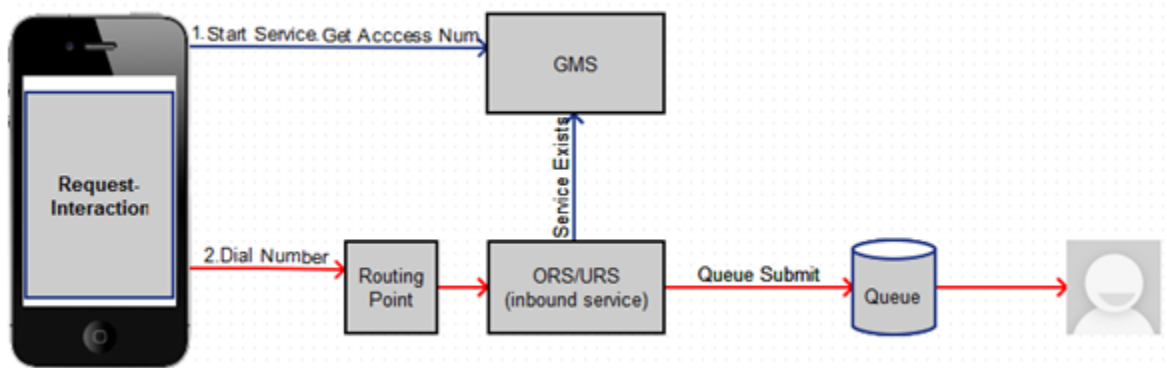 1.Start Service.Get Acccess Num
GMS
Service Exists
Request-
Interaction
2.Dial Number
Routing
Point
ORS/URS
(inbound service)
Queue Submit
Queue